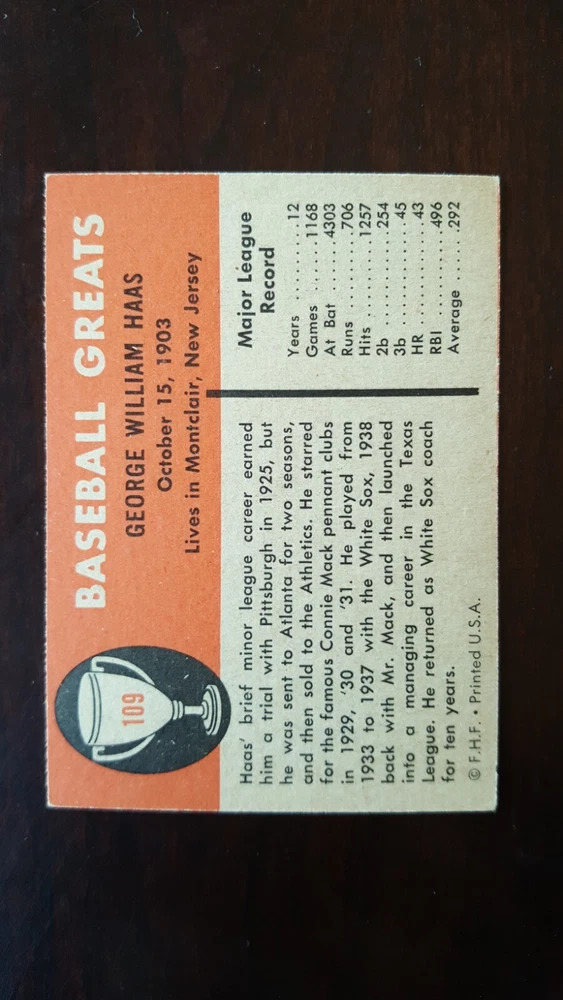 109
BASEBALL GREATS
GEORGE WILLIAM HAAS
October 15, 1903
Lives in Montclair, New Jersey
Haas' brief minor league career earned
him a trial with Pittsburgh in 1925, but
he was sent to Atlanta for two seasons,
and then sold to the Athletics. He starred
for the famous Connie Mack pennant clubs
in 1929, '30 and '31. He played from
1933 to 1937 with the White Sox, 1938
back with Mr. Mack, and then launched
into a managing career in the Texas
League. He returned as White Sox coach
for ten years.
© F.H.F. • Printed U.S.A.
Major League
Record
Years ..........12
Games ......1168
At Bat ......4303
Runs ..........706
Hits ..........1257
2b ..............254
3b ................45
HR ................43
RBI ............496
Average ......292